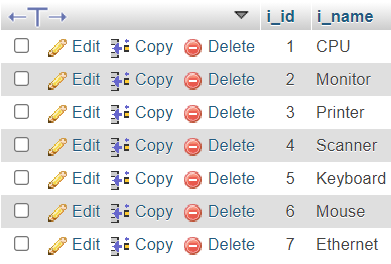 i_id i_name
Edit Copy Delete 1 CPU
Edit Copy Delete 2 Monitor
Edit Copy Delete 3 Printer
Edit Copy Delete 4 Scanner
Edit Copy Delete 5 Keyboard
Edit Copy Delete 6 Mouse
Edit Copy Delete 7 Ethernet